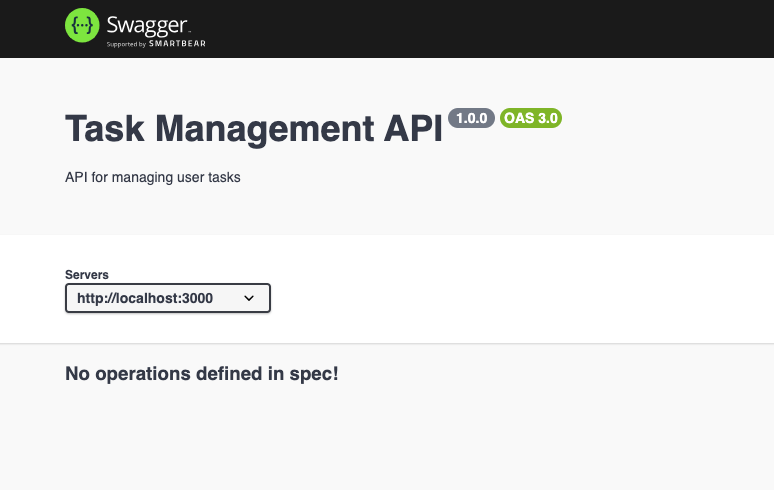 {···} Swagger
Supported by SMARTBEAR
Task Management API 1.0.0 OAS 3.0
API for managing user tasks
Servers
http://localhost:3000
No operations defined in spec!